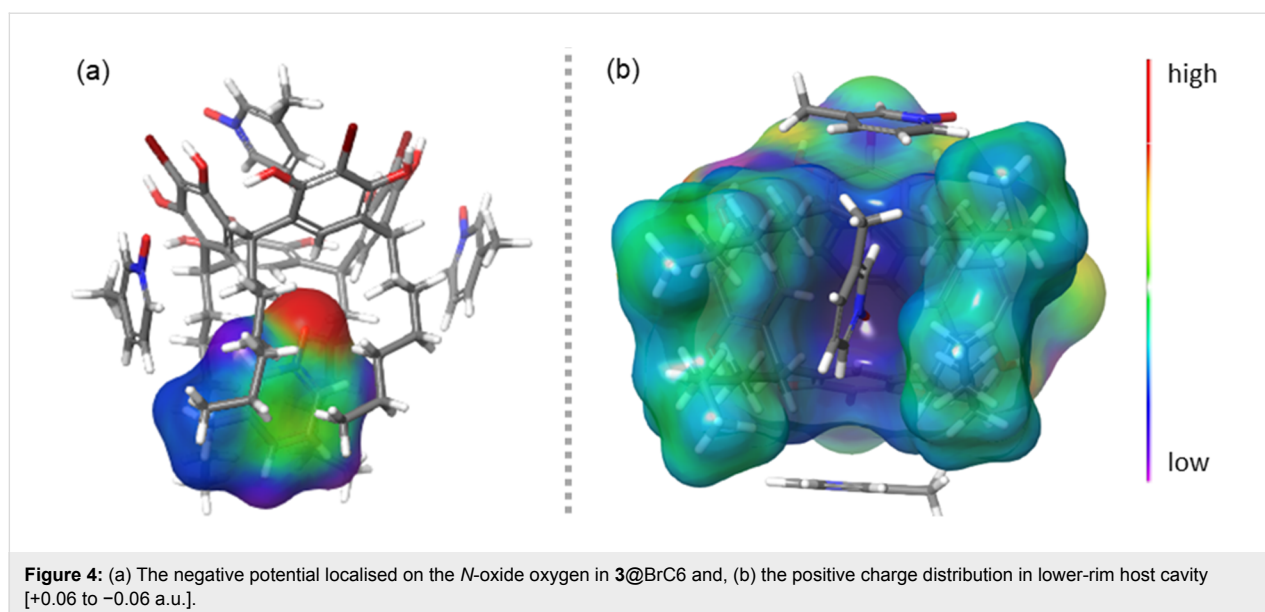 (a)
(b)
high
low
Figure 4: (a) The negative potential localised on the N-oxide oxygen in 3@BrC6 and, (b) the positive charge distribution in lower-rim host cavity
[+0.06 to −0.06 a.u.].